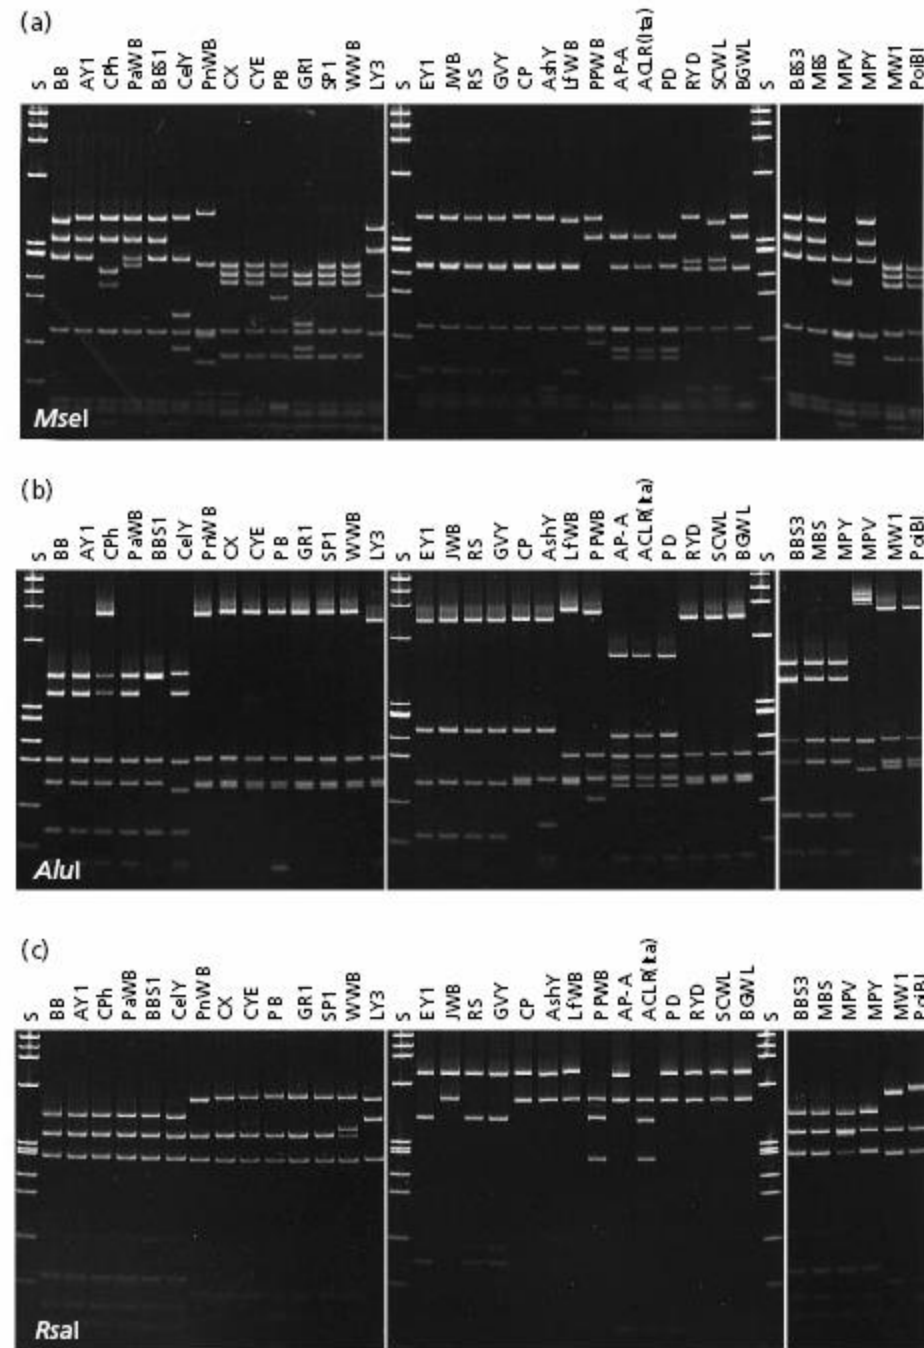 (a)
S BB AY1 CPh PaWB BBS1 CelY PnWB CX CYE PB GR1 SP1 WWB LY3 EY1 JWB RS GVY CP AshY LfWB PPWB AP-A ACLR(Ita) PD RYD SCWL BGWL S BBS3 MBS MPV MPY MW1 PolBI
S
MseI
(b)
S BB AY1 CPh PaWB BBS1 CelY PnWB CX CYE PB GR1 SP1 WWB LY3 S EY1 JWB RS GVY CP AshY LfWB PPWB AP-A ACLR(Ita) PD RYD SCWL BGWL S BBS3 MBS MPY MPV MW1 PolBI
AluI
(c)
S BB AY1 CPh PaWB BBS1 CelY PnWB CX CYE PB GR1 SP1 WWB LY3 S EY1 JWB RS GVY CP AshY LfWB PPWB AP-A ACLR(Ita) PD RYD SCWL BGWL S BBS3 MBS MPV MPY MW1 PolBI
RsaI